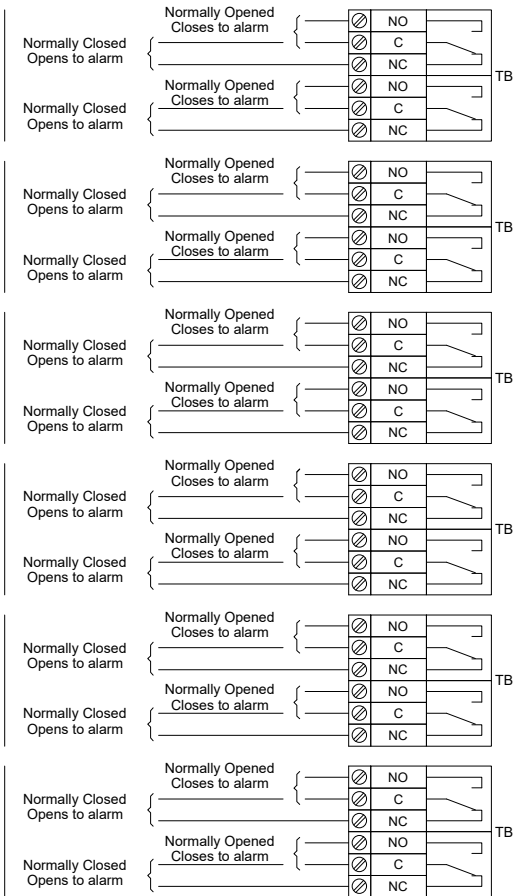 Normally Opened
Closes to alarm
NO
Normally Closed
Opens to alarm
C
NC
TB
Normally Opened
Closes to alarm
NO
Normally Closed
Opens to alarm
C
NC
Normally Opened
Closes to alarm
NO
Normally Closed
Opens to alarm
C
NC
TB
Normally Opened
Closes to alarm
NO
Normally Closed
Opens to alarm
C
NC
Normally Opened
Closes to alarm
NO
Normally Closed
Opens to alarm
C
NC
TB
Normally Opened
Closes to alarm
NO
Normally Closed
Opens to alarm
C
NC
Normally Opened
Closes to alarm
NO
Normally Closed
Opens to alarm
C
NC
TB
Normally Opened
Closes to alarm
NO
Normally Closed
Opens to alarm
C
NC
Normally Opened
Closes to alarm
NO
Normally Closed
Opens to alarm
C
NC
TB
Normally Opened
Closes to alarm
NO
Normally Closed
Opens to alarm
C
NC
Normally Opened
Closes to alarm
NO
Normally Closed
Opens to alarm
C
NC
TB
Normally Opened
Closes to alarm
NO
Normally Closed
Opens to alarm
C
NC